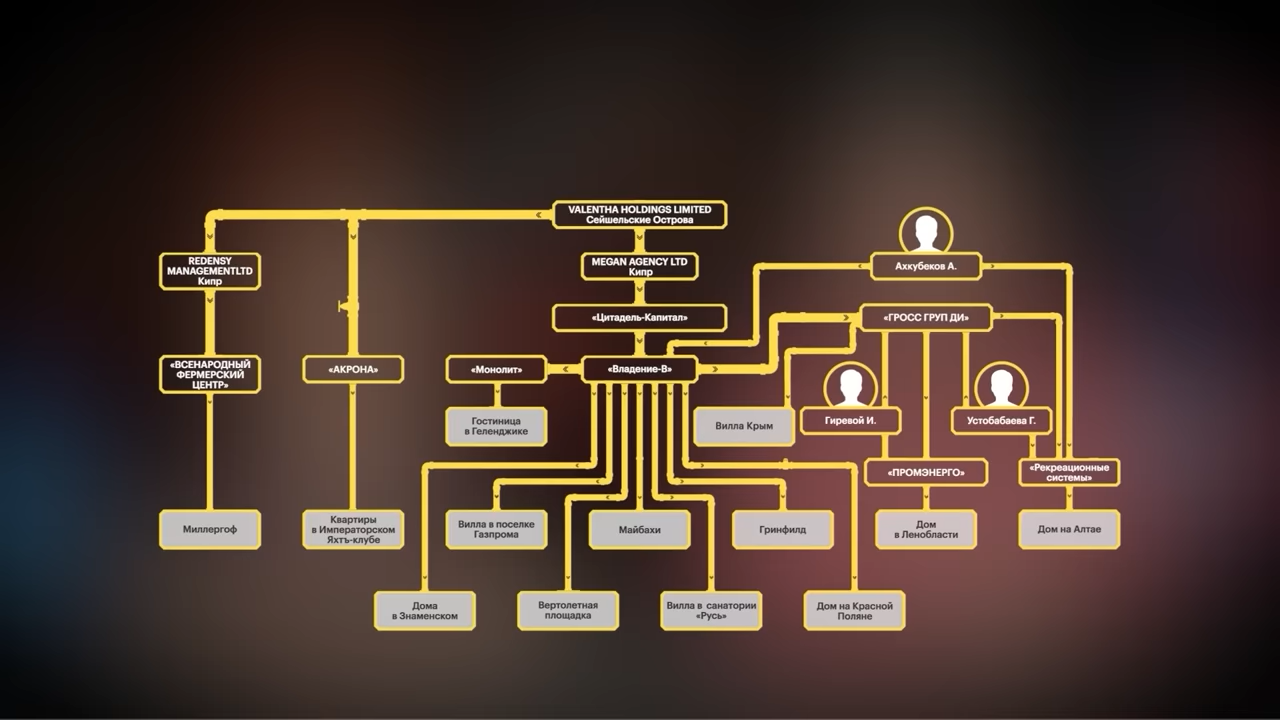 VALENTHA HOLDINGS LIMITED
Сейшельские Острова
REDENSY
MANAGEMENTLTD
Кипр
MEGAN AGENCY LTD
Кипр
Ахкубеков А.
«Цитадель-Капитал»
«ГРОСС ГРУП ДИ»
«ВСЕНАРОДНЫЙ
ФЕРМЕРСКИЙ
ЦЕНТР»
«АКРОНА»
«Монолит»
«Владение-В»
Гостиница
в Геленджике
Вилла Крым
Гиревой И.
Устобабаева Г.
«ПРОМЭНЕРГО»
«Рекреационные
системы»
Миллергоф
Квартиры
в Императорском
Яхтъ-клубе
Вилла в поселке
Газпрома
Майбахи
Гринфилд
Дом
в Ленобласти
Дом на Алтае
Дома
в Знаменском
Вертолетная
площадка
Вилла в санатории
«Русь»
Дом на Красной
Поляне